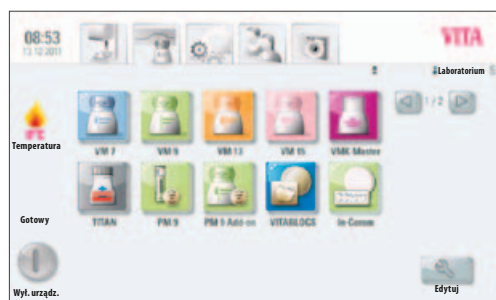 08:53
13.12.2011
VITA
Laboratorium
1/2
Temperatura
VM 7
VM 9
VM 13
VM 15
VMK Master
Gotowy
TITAN
PM 9
PM 9 Add-on
VITABLOCS
In-Ceram
Wył. urządz.
Edytuj